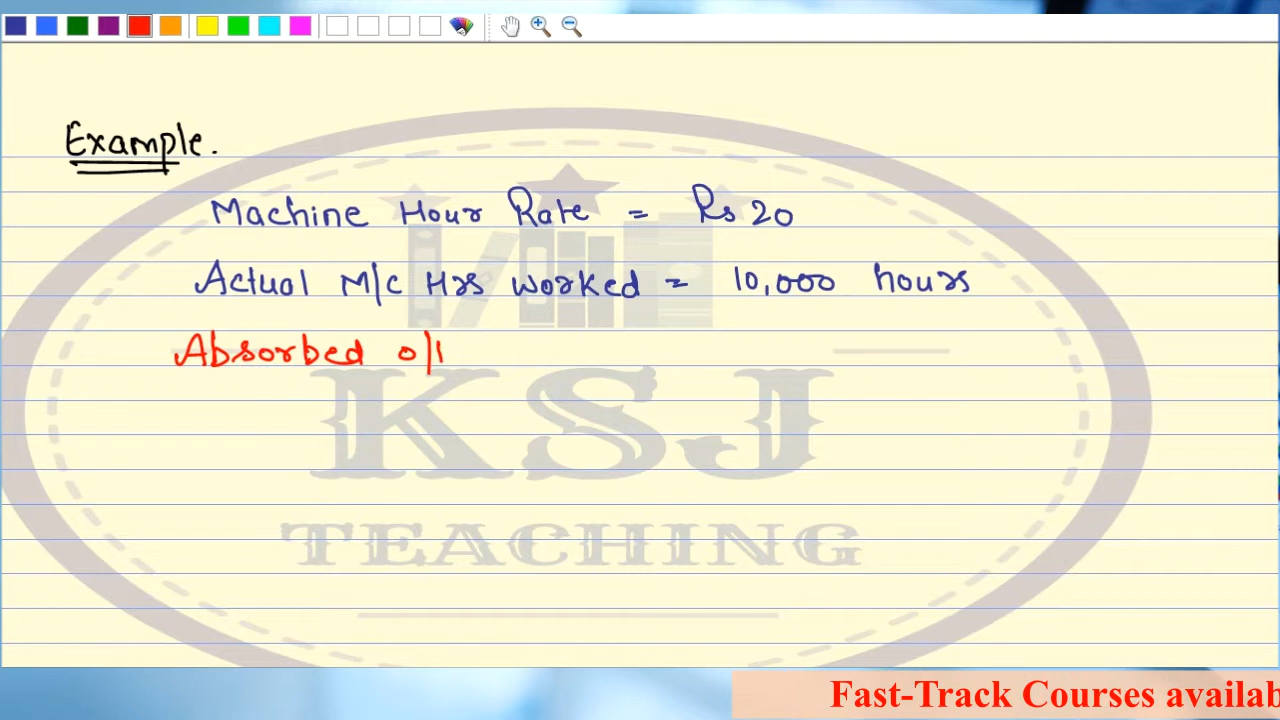 Example.
Machine Hour Rate = Rs 20
Actual M/c Hrs worked = 10,000 hours
Absorbed o/
KSJ
TEACHING
Fast-Track Courses availab